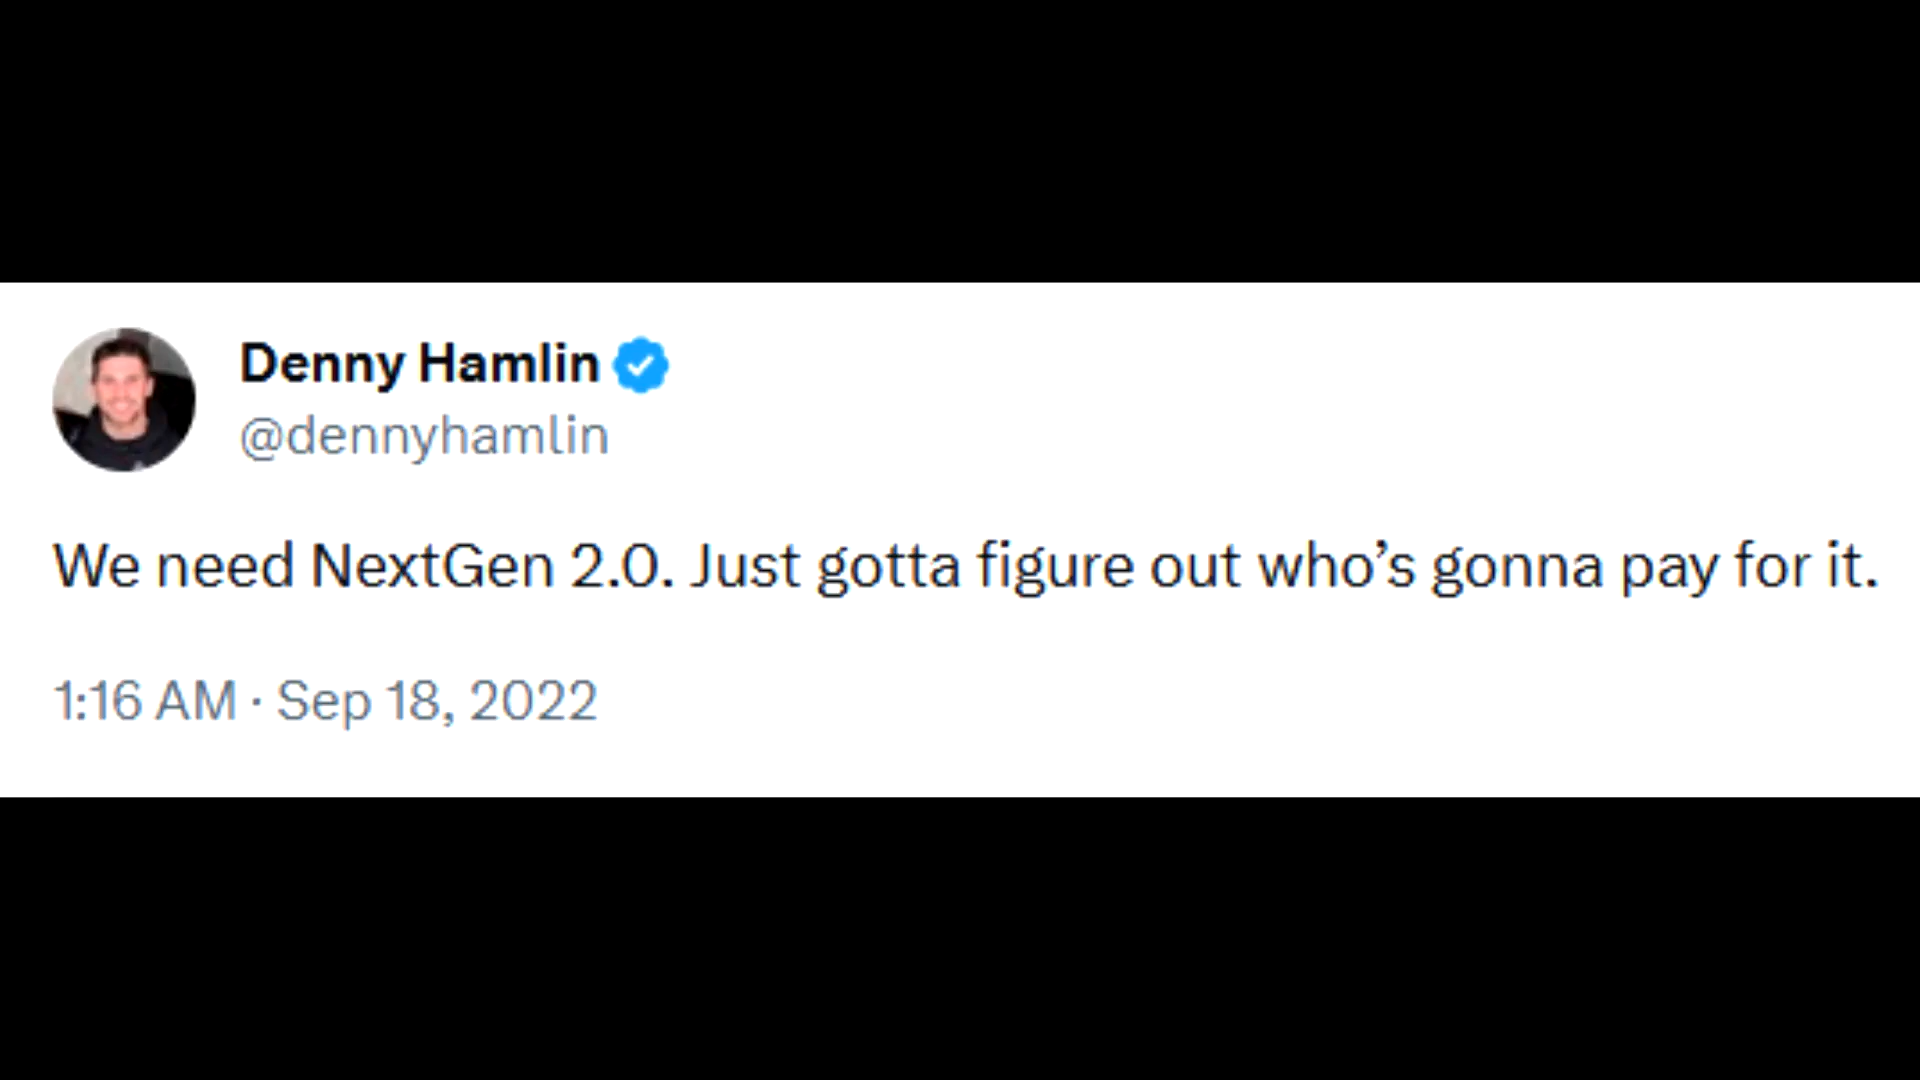 Denny Hamlin
@dennyhamlin
We need NextGen 2.0. Just gotta figure out who’s gonna pay for it.
1:16 AM · Sep 18, 2022